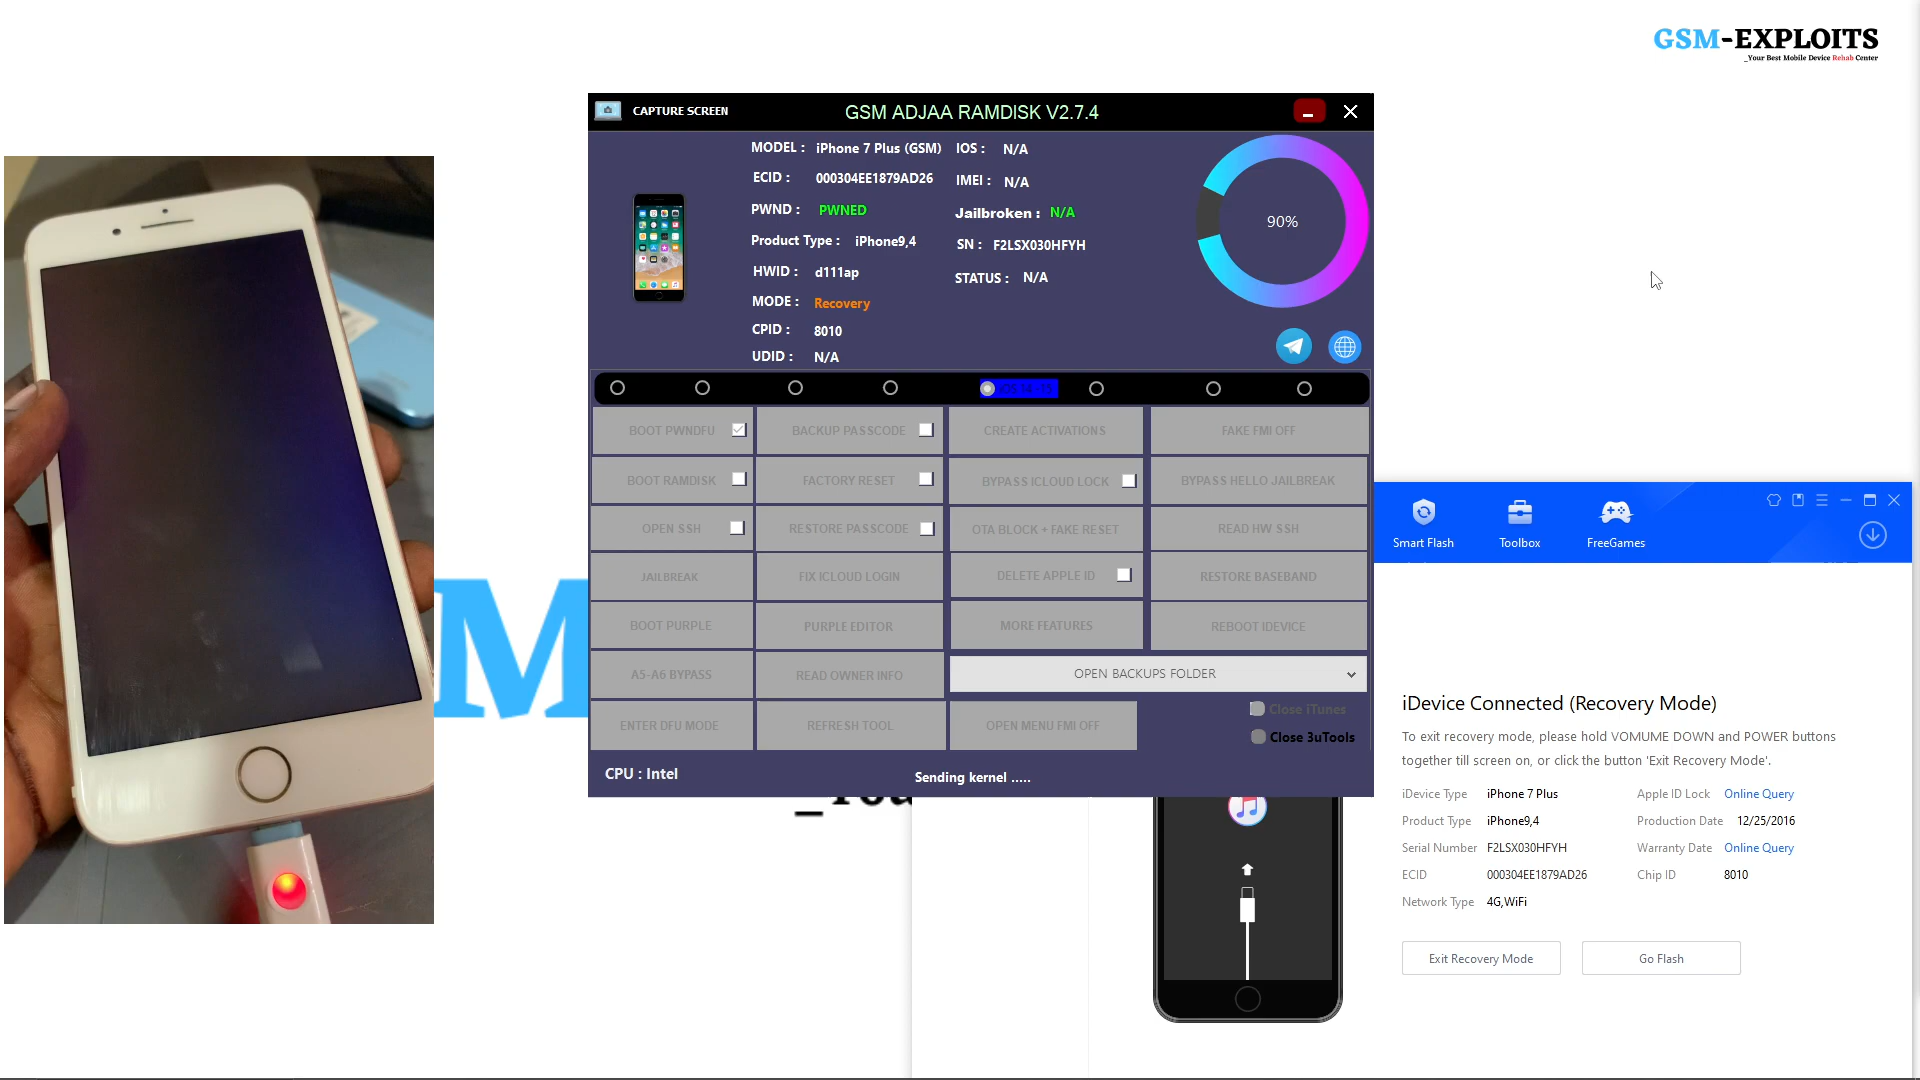 GSM-EXPLOITS
_Your Best Mobile Device Rehab Center
CAPTURE SCREEN
GSM ADJAA RAMDISK V2.7.4
MODEL : iPhone 7 Plus (GSM)
IOS : N/A
ECID : 000304EE1879AD26
IMEI : N/A
PWND : PWNED
Jailbroken : N/A
Product Type : iPhone9,4
SN : F2LSX030HFYH
HWID : d111ap
STATUS : N/A
MODE : Recovery
CPID : 8010
UDID : N/A
90%
BOOT PWNDFU
BACKUP PASSCODE
CREATE ACTIVATIONS
FAKE FMI OFF
BOOT RAMDISK
FACTORY RESET
BYPASS ICLOUD LOCK
BYPASS HELLO JAILBREAK
OPEN SSH
RESTORE PASSCODE
OTA BLOCK + FAKE RESET
READ HW SSH
JAILBREAK
FIX ICLOUD LOGIN
DELETE APPLE ID
RESTORE BASEBAND
BOOT PURPLE
PURPLE EDITOR
MORE FEATURES
REBOOT IDEVICE
A5-A6 BYPASS
READ OWNER INFO
OPEN BACKUPS FOLDER
ENTER DFU MODE
REFRESH TOOL
OPEN MENU FMI OFF
Close iTunes
Close 3uTools
CPU : Intel
Sending kernel .....
M
Smart Flash
Toolbox
FreeGames
iDevice Connected (Recovery Mode)
To exit recovery mode, please hold VOMUME DOWN and POWER buttons
together till screen on, or click the button 'Exit Recovery Mode'.
iDevice Type iPhone 7 Plus
Apple ID Lock Online Query
Product Type iPhone9,4
Production Date 12/25/2016
Serial Number F2LSX030HFYH
Warranty Date Online Query
ECID 000304EE1879AD26
Chip ID 8010
Network Type 4G,WiFi
Exit Recovery Mode
Go Flash